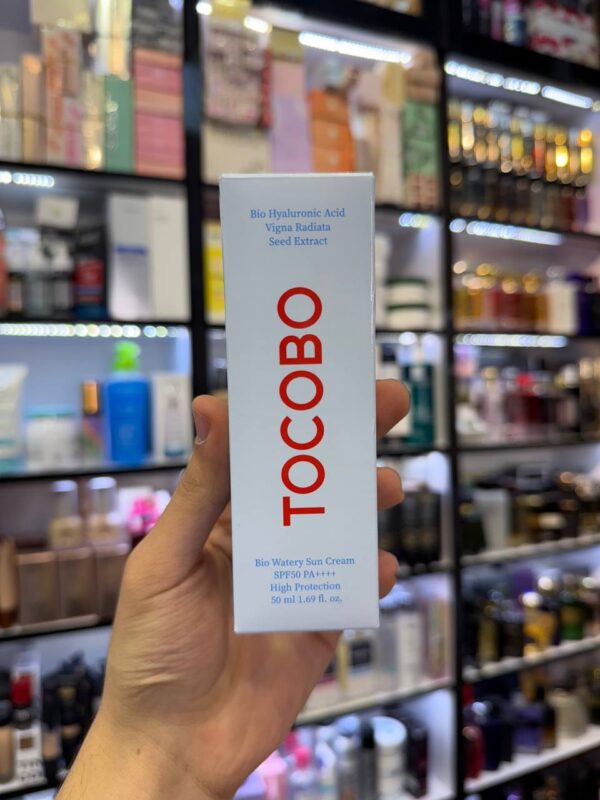 Bio Hyaluronic Acid
Vigna Radiata
Seed Extract
TOCOBO
Bio Watery Sun Cream
SPF50 PA++++
High Protection
50 ml 1.69 fl. oz.